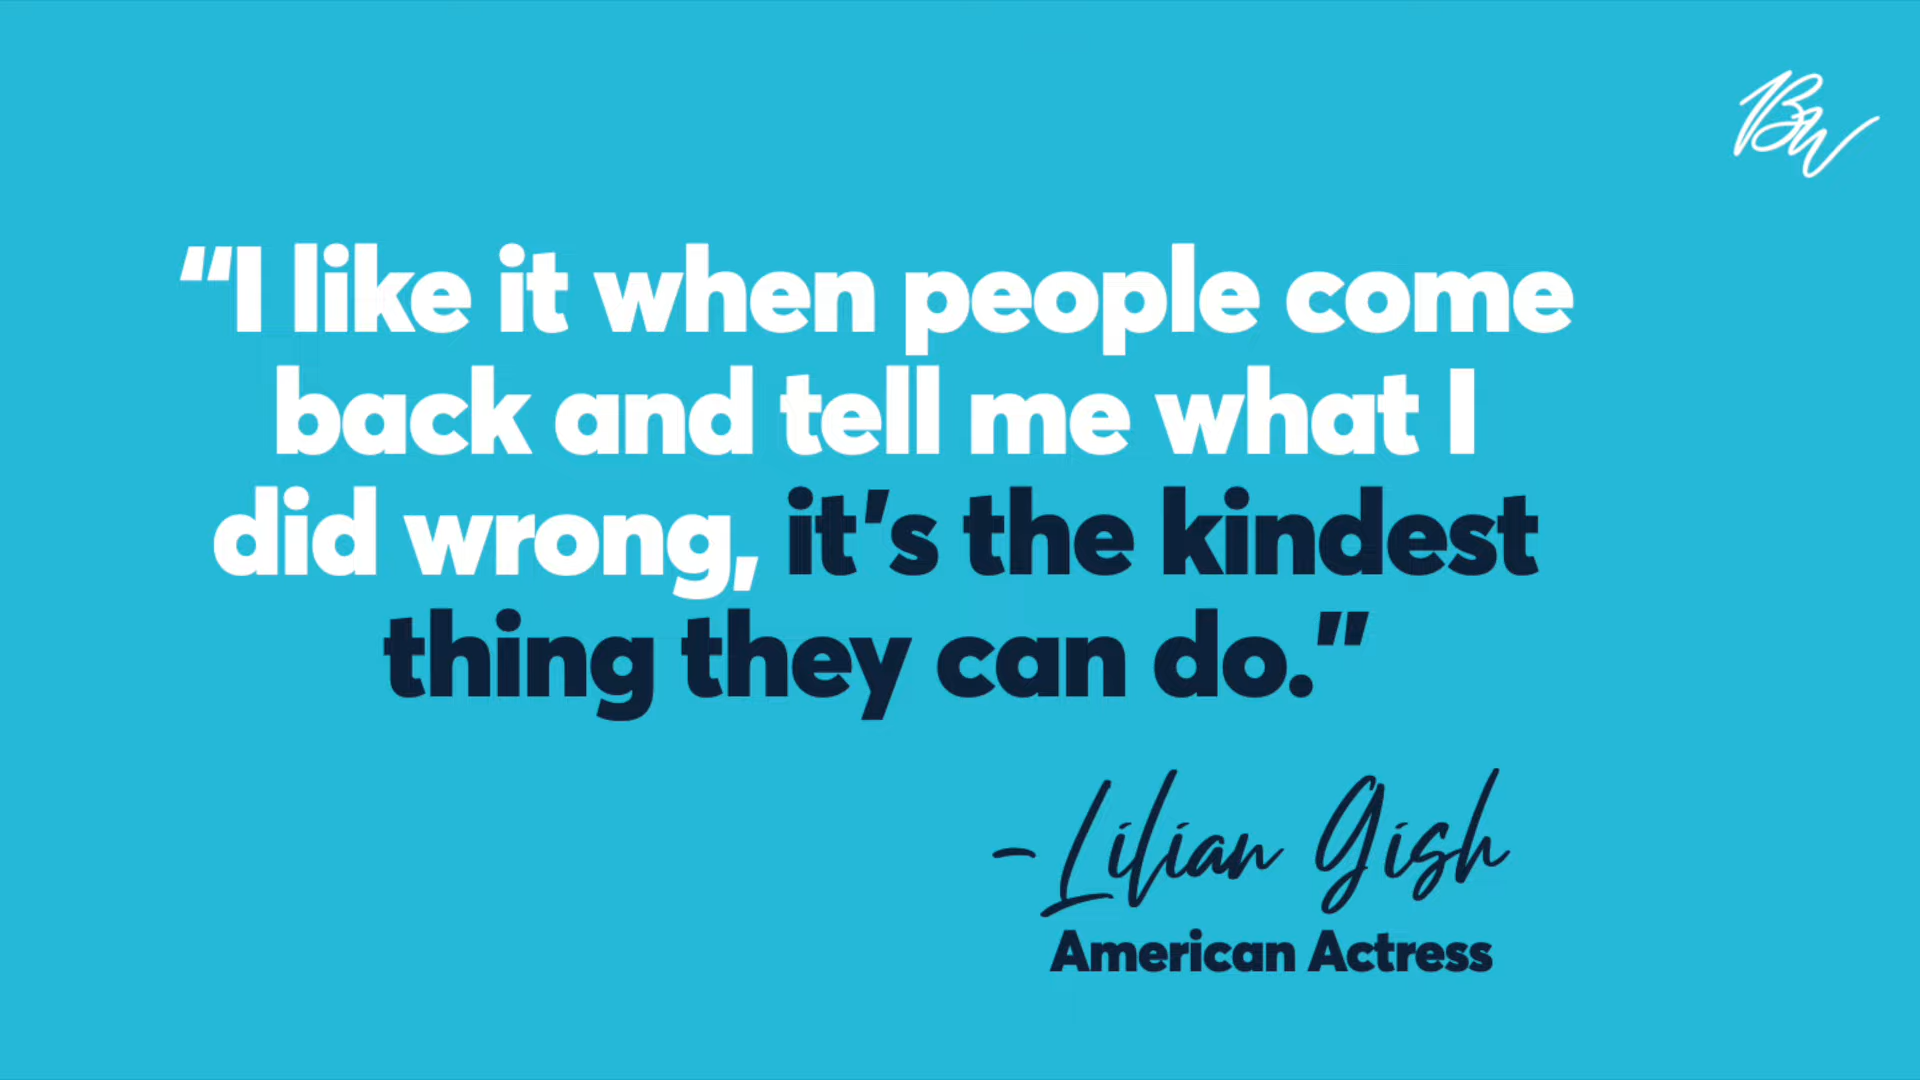 BW
“I like it when people come
back and tell me what I
did wrong, it’s the kindest
thing they can do.”
- Lilian Gish
American Actress